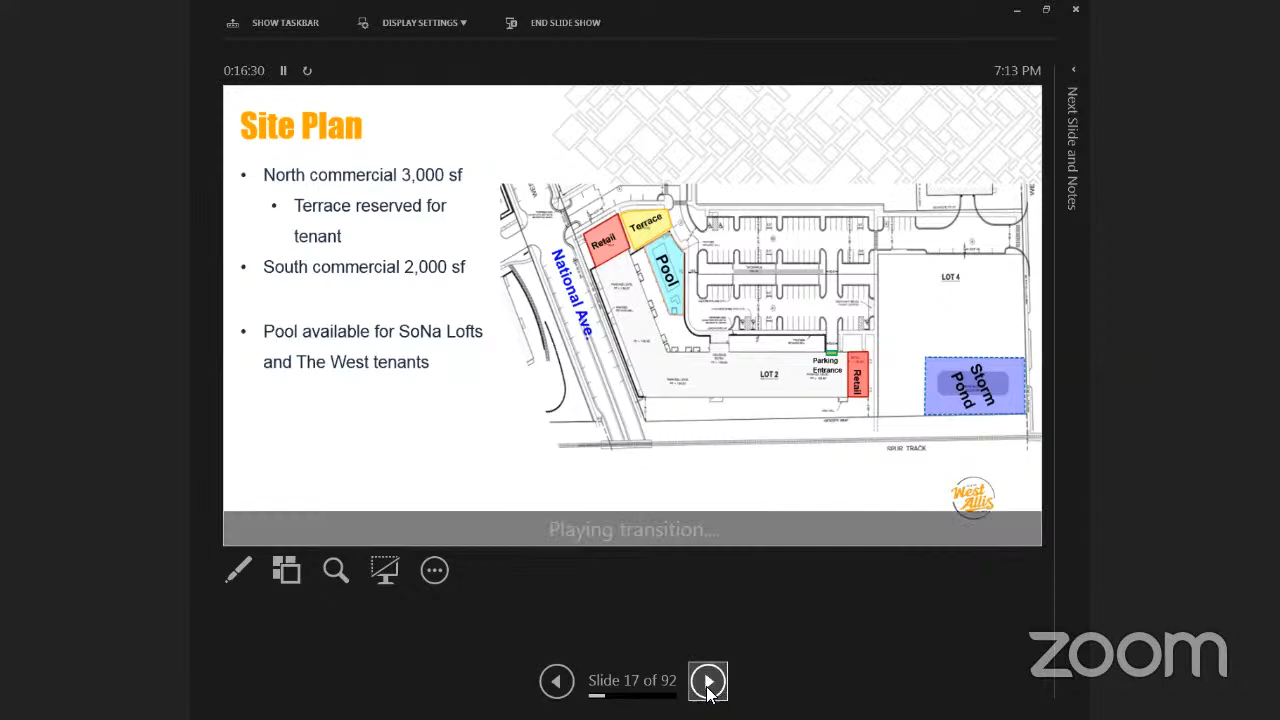 SHOW TASKBAR
DISPLAY SETTINGS ▼
END SLIDE SHOW
0:16:30
7:13 PM
Next Slide and Notes
Site Plan
• North commercial 3,000 sf
• Terrace reserved for
tenant
• South commercial 2,000 sf
• Pool available for SoNa Lofts
and The West tenants
Retail
Terrace
Pool
National Ave.
LOT 4
LOT 2
Parking
Entrance
Retail
Storm
Pond
SPUR TRACK
West
Allis
Playing transition....
Slide 17 of 92
zoom